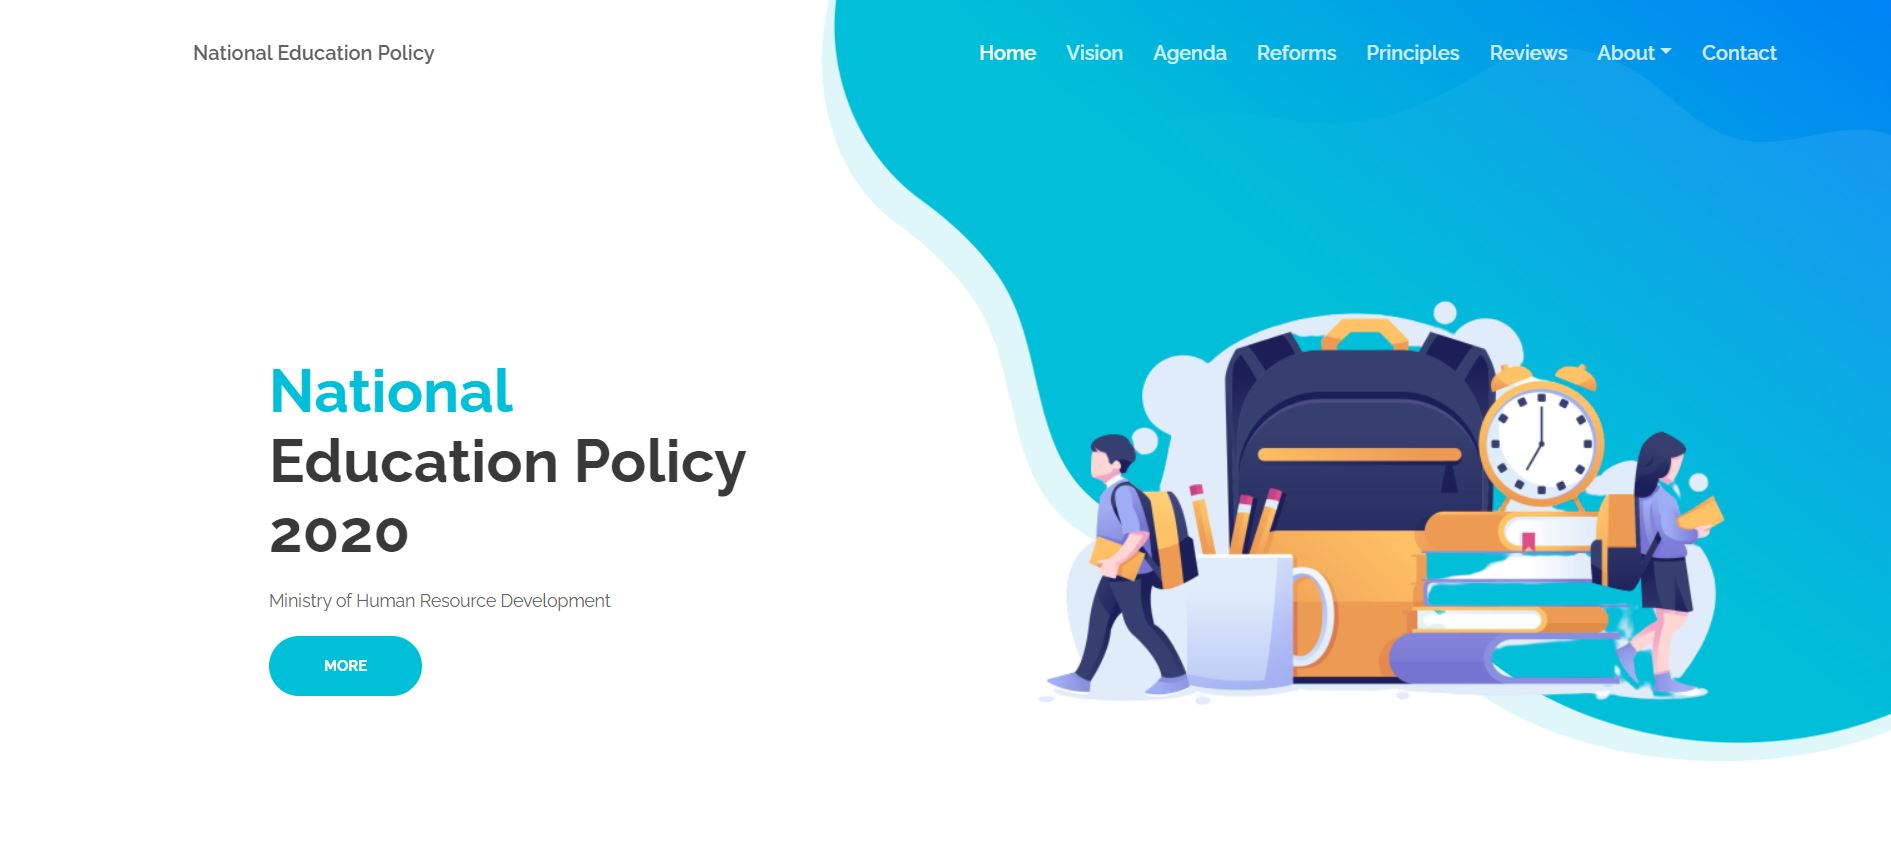 National Education Policy
Home Vision Agenda Reforms Principles Reviews About Contact
National
Education Policy
2020
Ministry of Human Resource Development
MORE